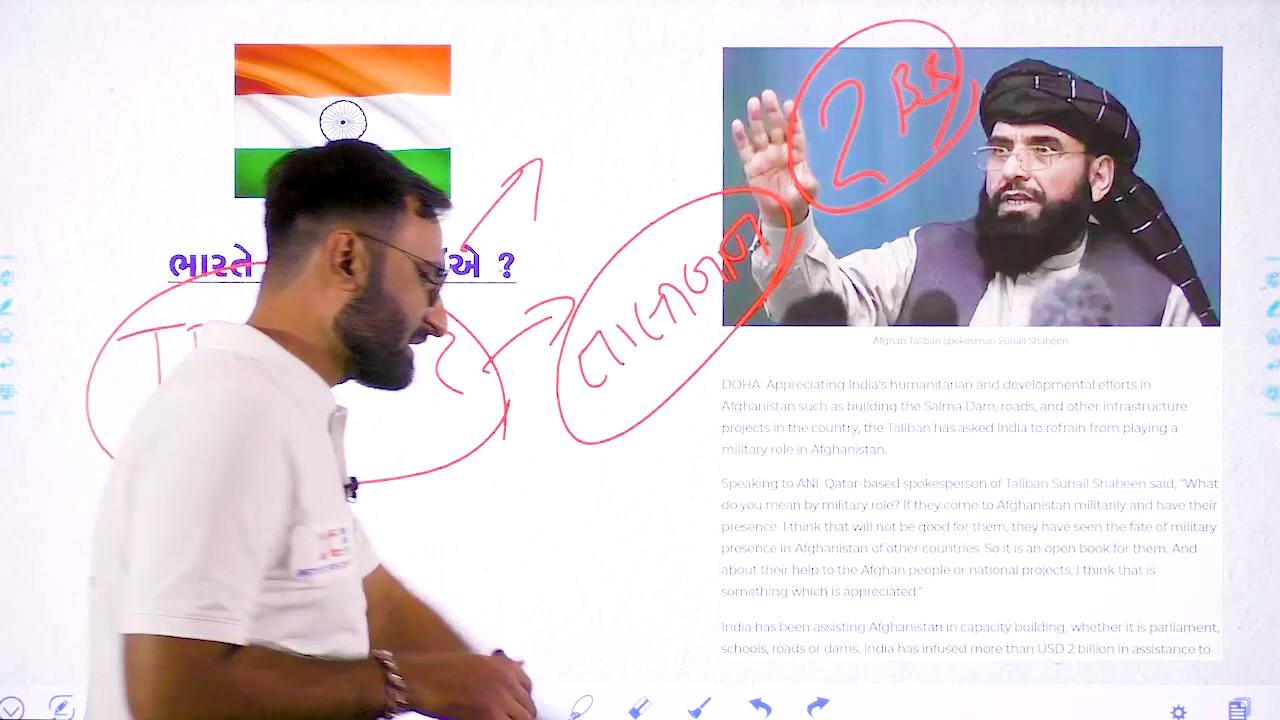 ભારતે
એ ?
2 BD
તાલીબાન
Afghan Taliban spokesman Suhail Shaheen
DOHA: Appreciating India's humanitarian and developmental efforts in
Afghanistan such as building the Salma Dam, roads, and other infrastructure
projects in the country, the Taliban has asked India to refrain from playing a
military role in Afghanistan.
Speaking to ANI, Qatar-based spokesperson of Taliban Suhail Shaheen said, "What
do you mean by military role? If they come to Afghanistan militarily and have their
presence. I think that will not be good for them, they have seen the fate of military
presence in Afghanistan of other countries. So it is an open book for them. And
about their help to the Afghan people or national projects, I think that is
something which is appreciated."
India has been assisting Afghanistan in capacity building, whether it is parliament,
schools, roads or dams. India has infused more than USD 2 billion in assistance to